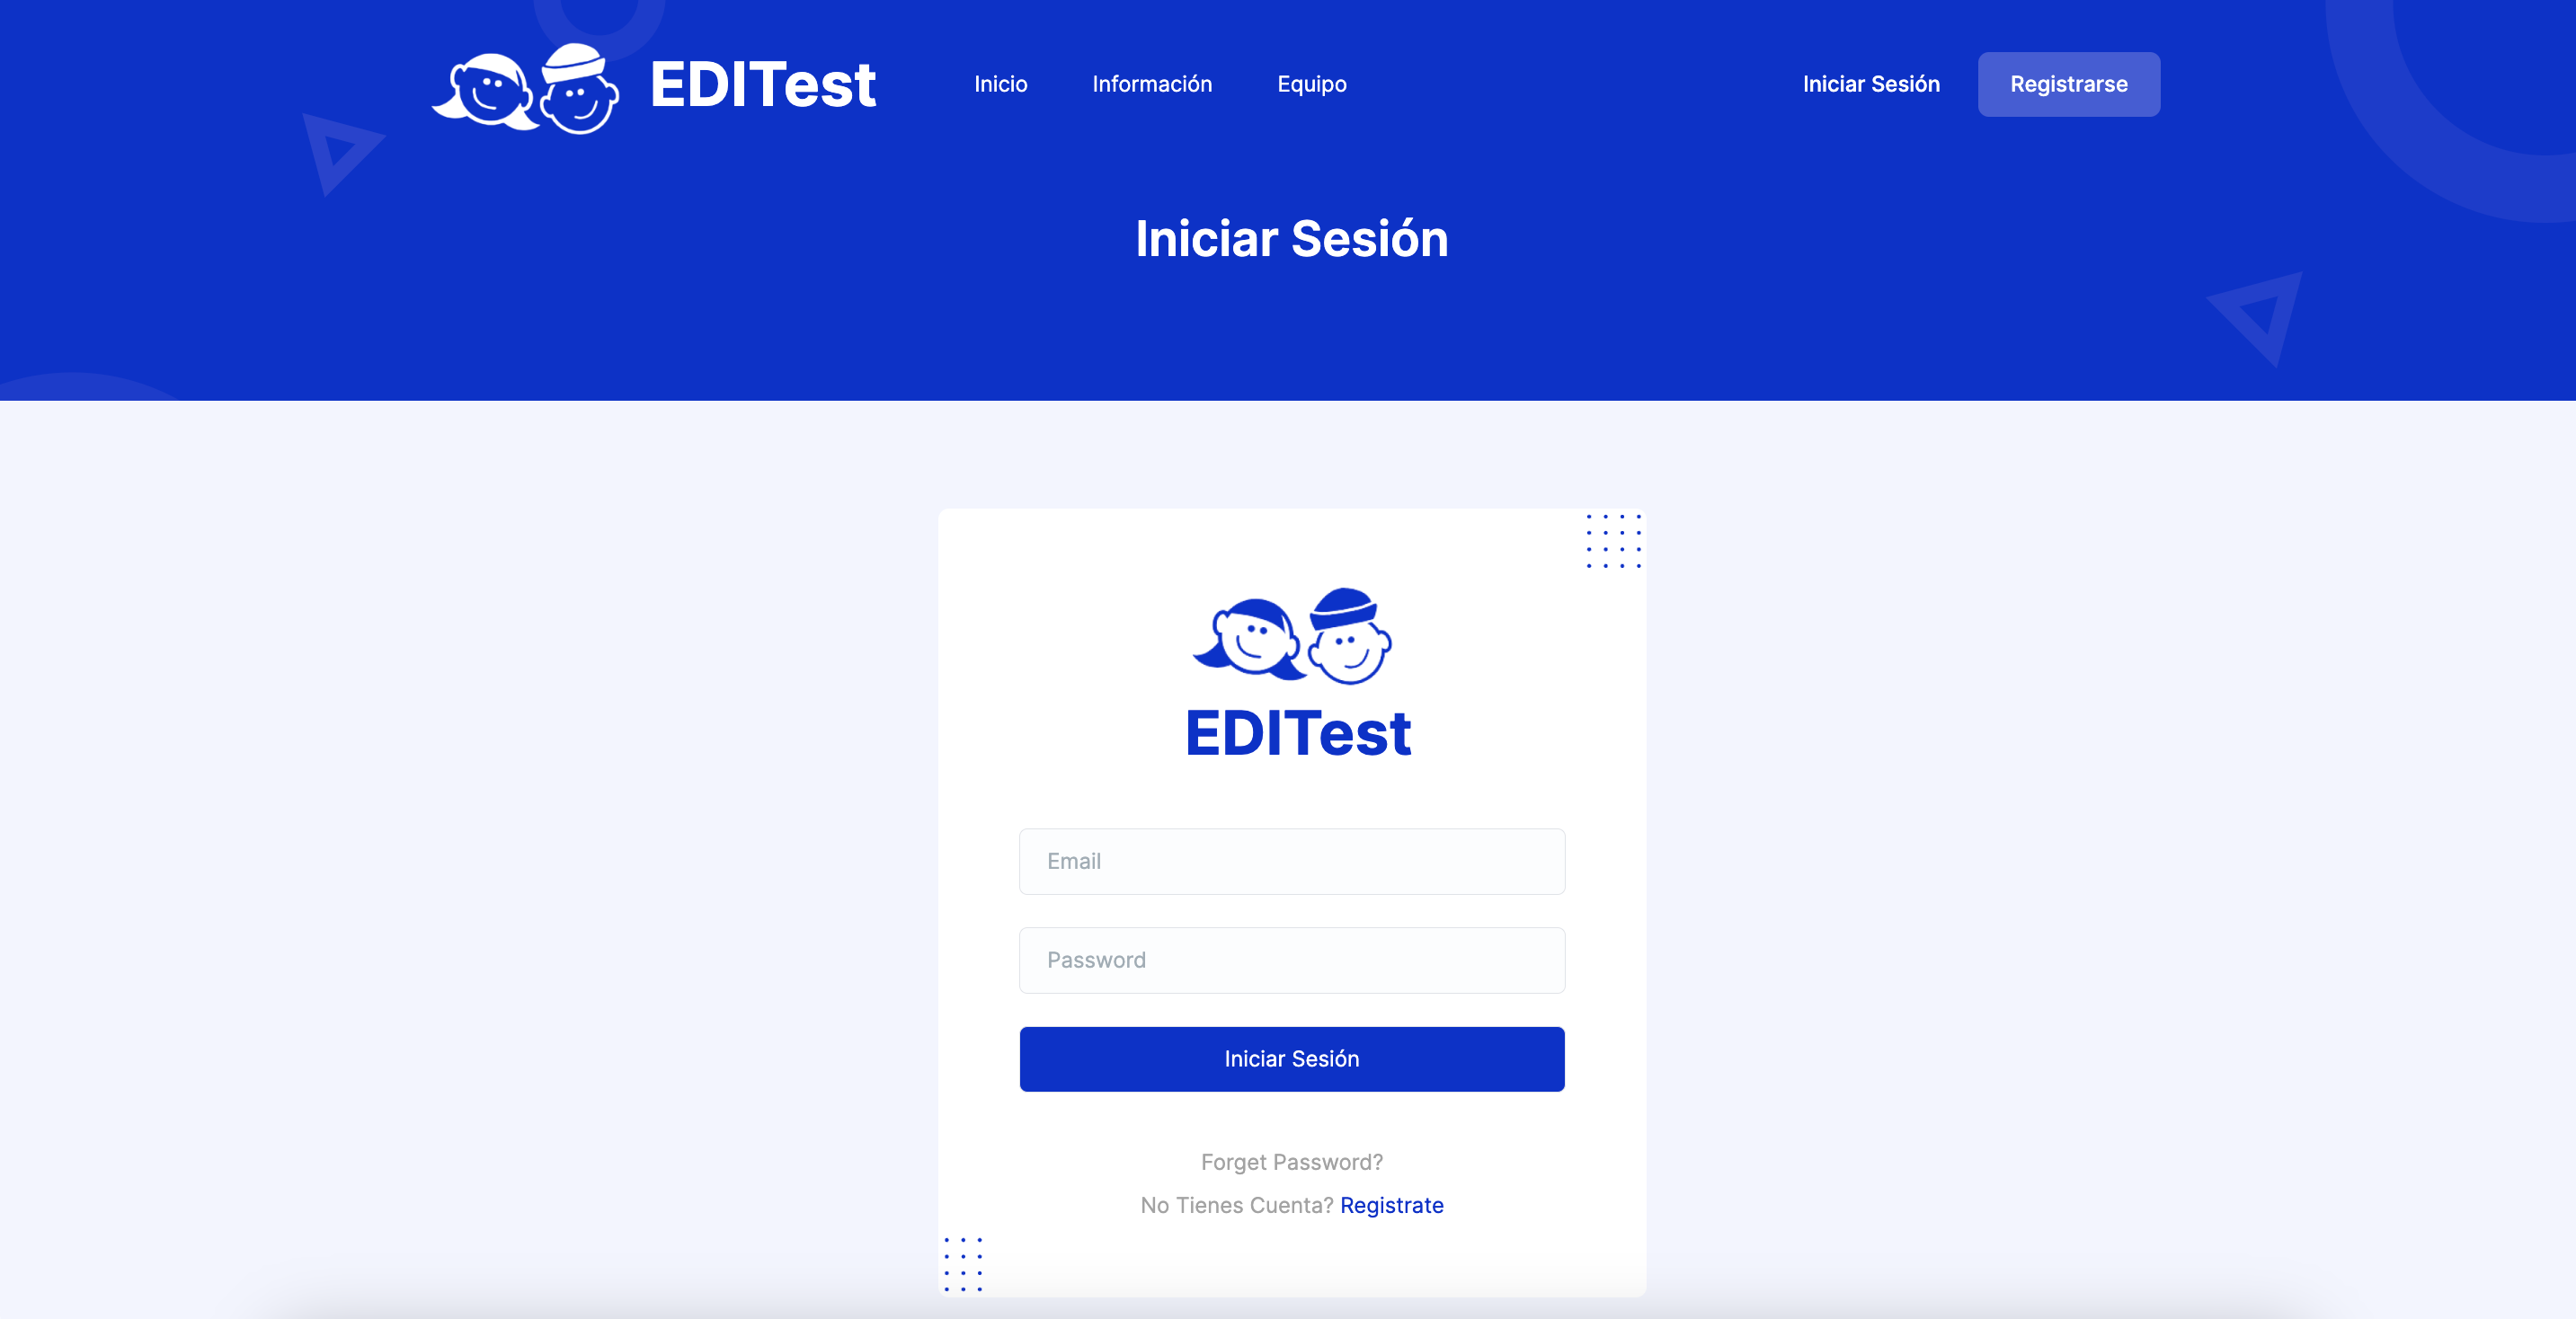 EDITest
Inicio Información Equipo
Iniciar Sesión Registrarse
Iniciar Sesión
EDITest
Email
Password
Iniciar Sesión
Forget Password?
No Tienes Cuenta? Registrate